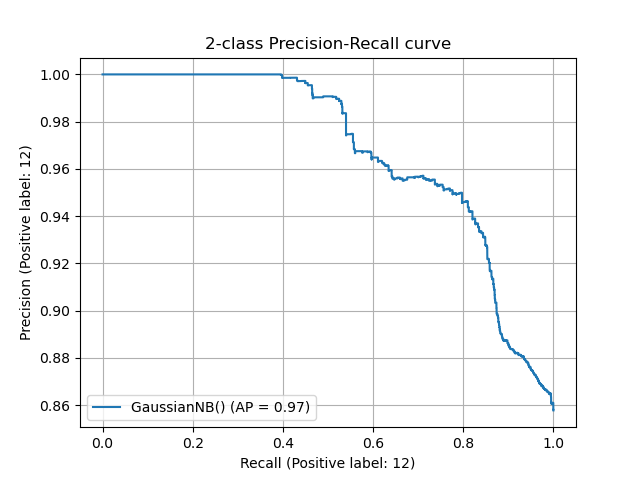 2-class Precision-Recall curve
1.00
0.98
0.96
0.94
0.92
0.90
0.88
0.86
Precision (Positive label: 12)
GaussianNB() (AP = 0.97)
0.0 0.2 0.4 0.6 0.8 1.0
Recall (Positive label: 12)